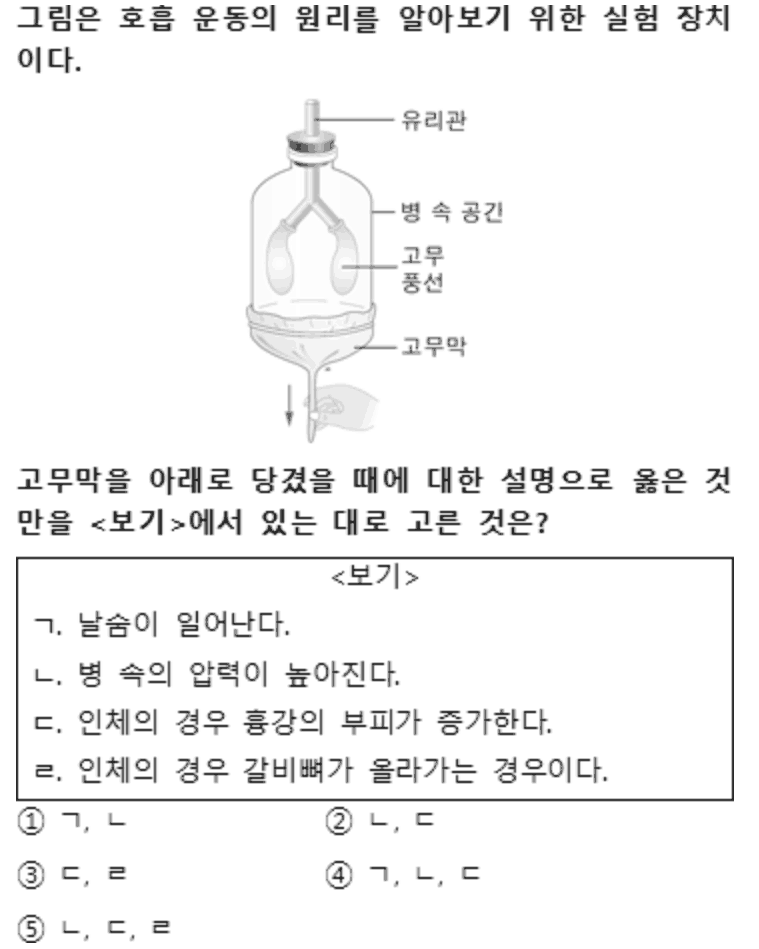 그림은 호흡 운동의 원리를 알아보기 위한 실험 장치
이다.
유리관
병 속 공간
고무
풍선
고무막
고무막을 아래로 당겼을 때에 대한 설명으로 옳은 것
만을 <보기>에서 있는 대로 고른 것은?
<보기>
ㄱ. 날숨이 일어난다.
ㄴ. 병 속의 압력이 높아진다.
ㄷ. 인체의 경우 흉강의 부피가 증가한다.
ㄹ. 인체의 경우 갈비뼈가 올라가는 경우이다.
① ㄱ, ㄴ ② ㄴ, ㄷ
③ ㄷ, ㄹ ④ ㄱ, ㄴ, ㄷ
⑤ ㄴ, ㄷ, ㄹ